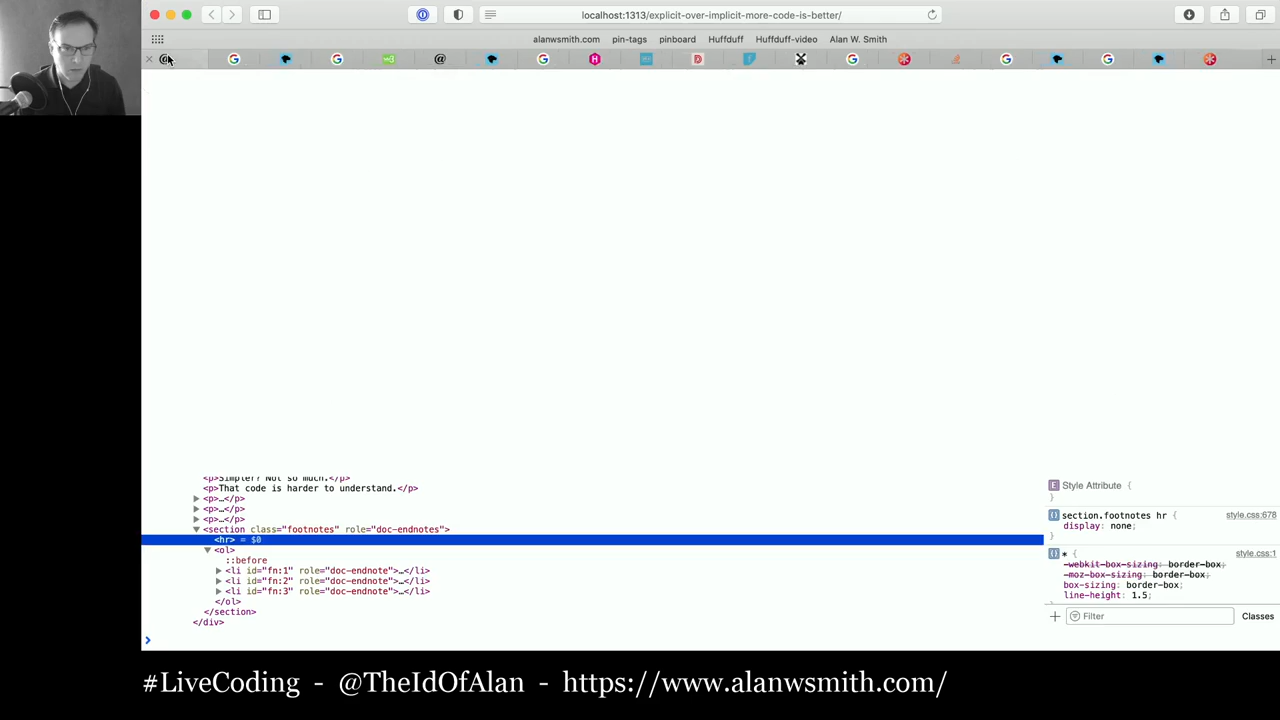 localhost:1313/explicit-over-implicit-more-code-is-better/
alanwsmith.com pin-tags pinboard Huffduff Huffduff-video Alan W. Smith
<p>Simpler? Not so much.</p>
<p>That code is harder to understand.</p>
<p>…</p>
<p>…</p>
<p>…</p>
<section class="footnotes" role="doc-endnotes">
<hr> = $0
<ol>
::before
<li id="fn:1" role="doc-endnote">…</li>
<li id="fn:2" role="doc-endnote">…</li>
<li id="fn:3" role="doc-endnote">…</li>
</ol>
</section>
</div>
Style Attribute {
}
section.footnotes hr { style.css:678
display: none;
}
* { style.css:1
-webkit-box-sizing: border-box;
-moz-box-sizing: border-box;
box-sizing: border-box;
line-height: 1.5;
Filter Classes
#LiveCoding - @TheIdOfAlan - https://www.alanwsmith.com/